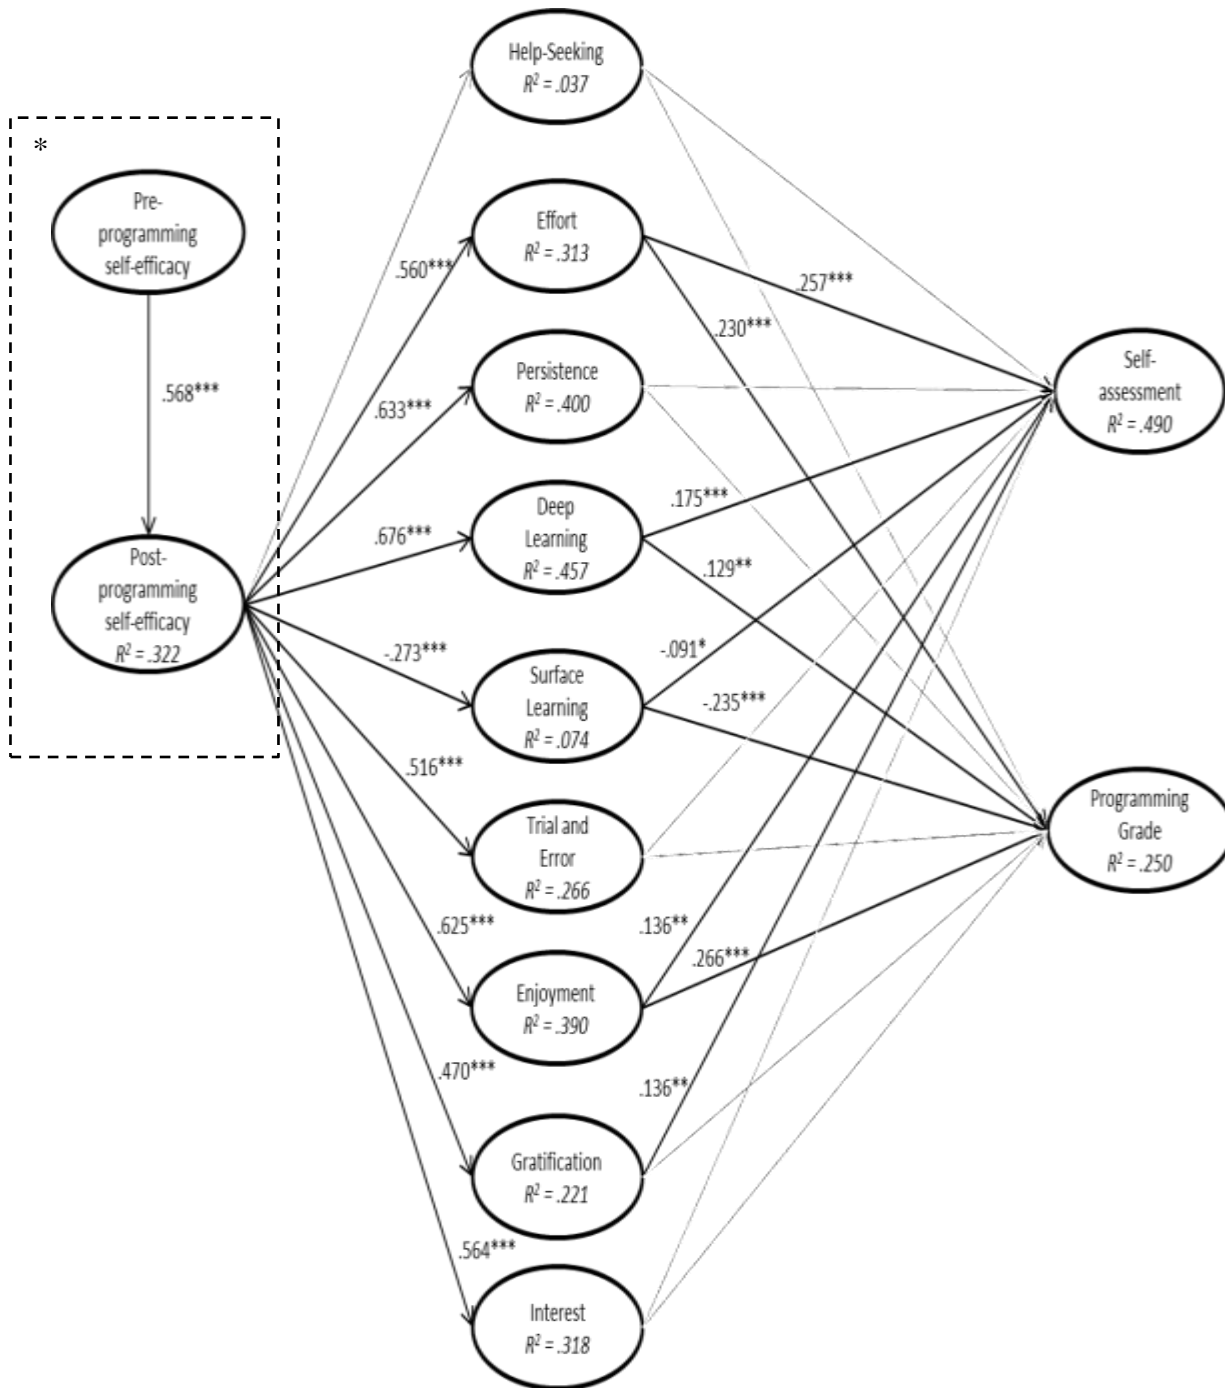 *
Pre-
programming
self-efficacy
.568***
Post-
programming
self-efficacy
R² = .322
.560***
.633***
.676***
-.273***
.516***
.625***
.470***
.564***
Help-Seeking
R² = .037
Effort
R² = .313
Persistence
R² = .400
Deep
Learning
R² = .457
Surface
Learning
R² = .074
Trial and
Error
R² = .266
Enjoyment
R² = .390
Gratification
R² = .221
Interest
R² = .318
.257***
.230***
.175***
.129**
-.091*
-.235***
.136**
.266***
.136**
Self-
assessment
R² = .490
Programming
Grade
R² = .250